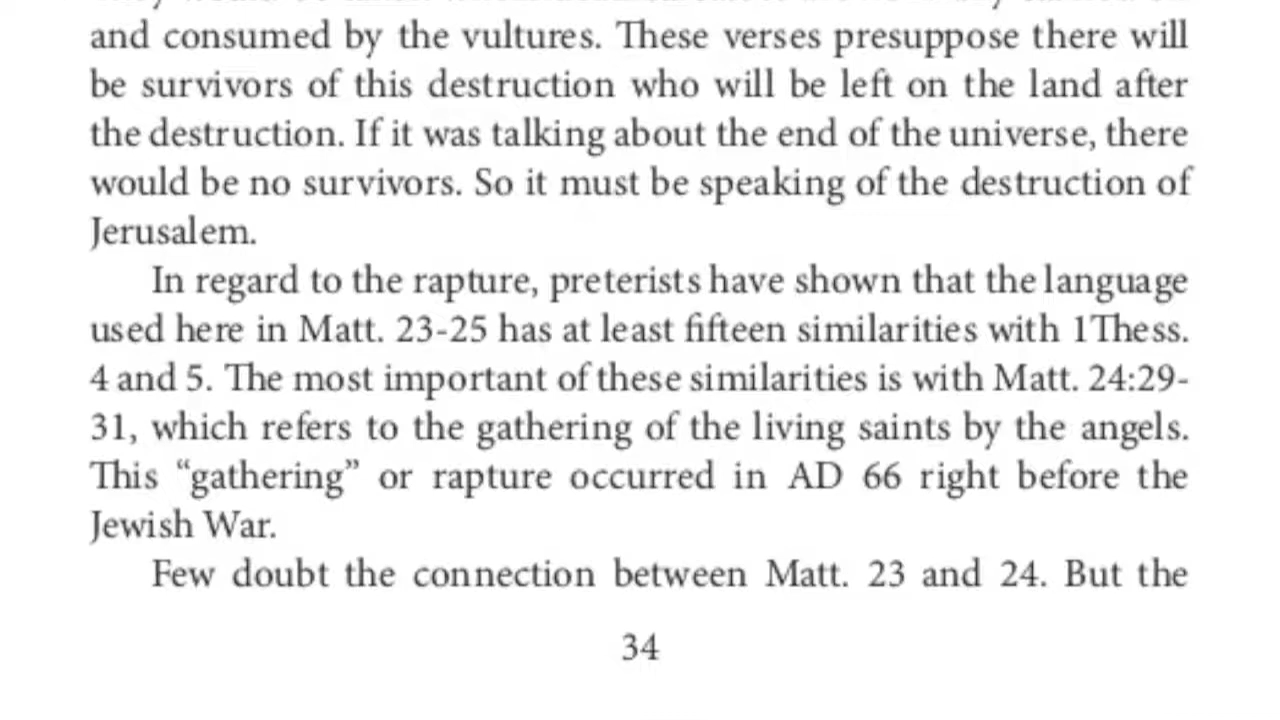 and consumed by the vultures. These verses presuppose there will
be survivors of this destruction who will be left on the land after
the destruction. If it was talking about the end of the universe, there
would be no survivors. So it must be speaking of the destruction of
Jerusalem.
In regard to the rapture, preterists have shown that the language
used here in Matt. 23-25 has at least fifteen similarities with 1Thess.
4 and 5. The most important of these similarities is with Matt. 24:29-
31, which refers to the gathering of the living saints by the angels.
This “gathering” or rapture occurred in AD 66 right before the
Jewish War.
Few doubt the connection between Matt. 23 and 24. But the
34